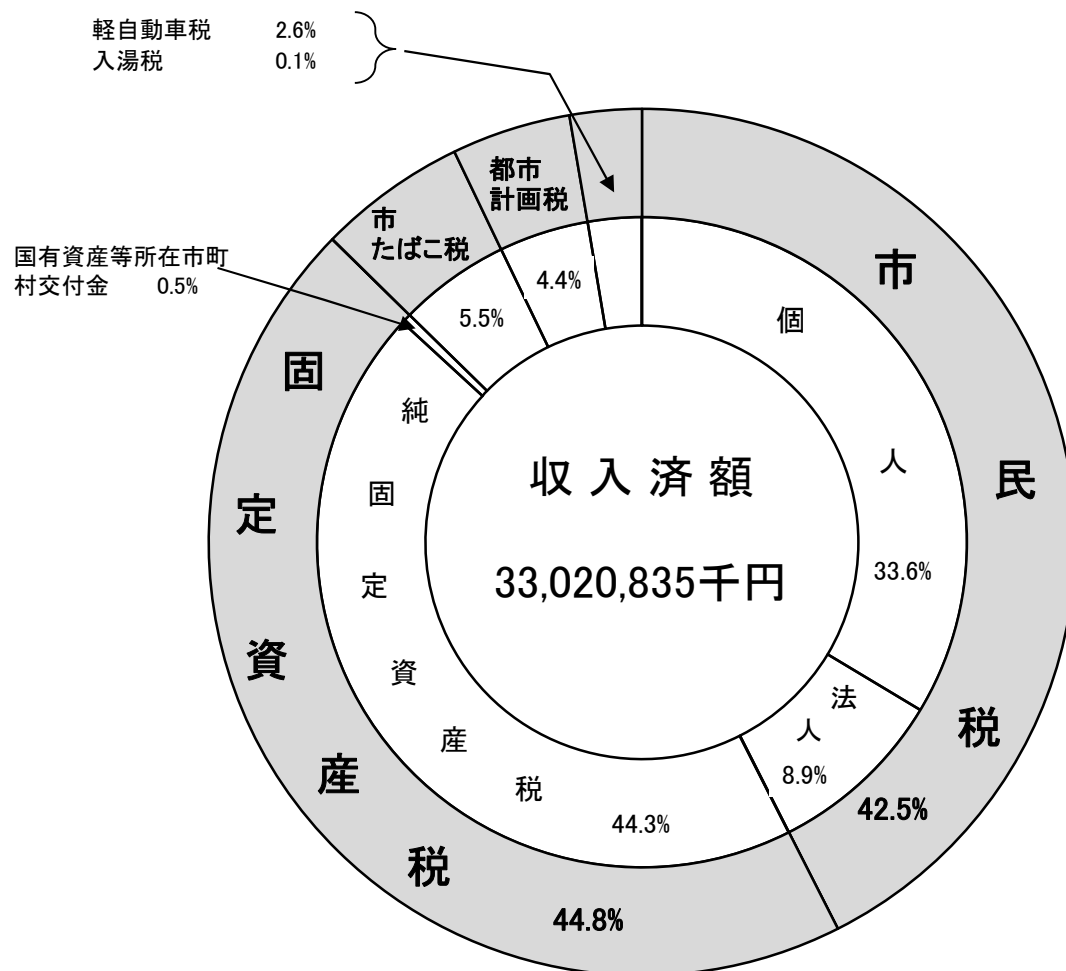 軽自動車税 2.6%
入湯税 0.1%
都市
計画税
市
たばこ税
国有資産等所在市町
村交付金 0.5%
5.5%
4.4%
市民税
42.5%
個人
33.6%
法人
8.9%
固定資産税
44.8%
純固定資産税
44.3%
収入済額
33,020,835千円